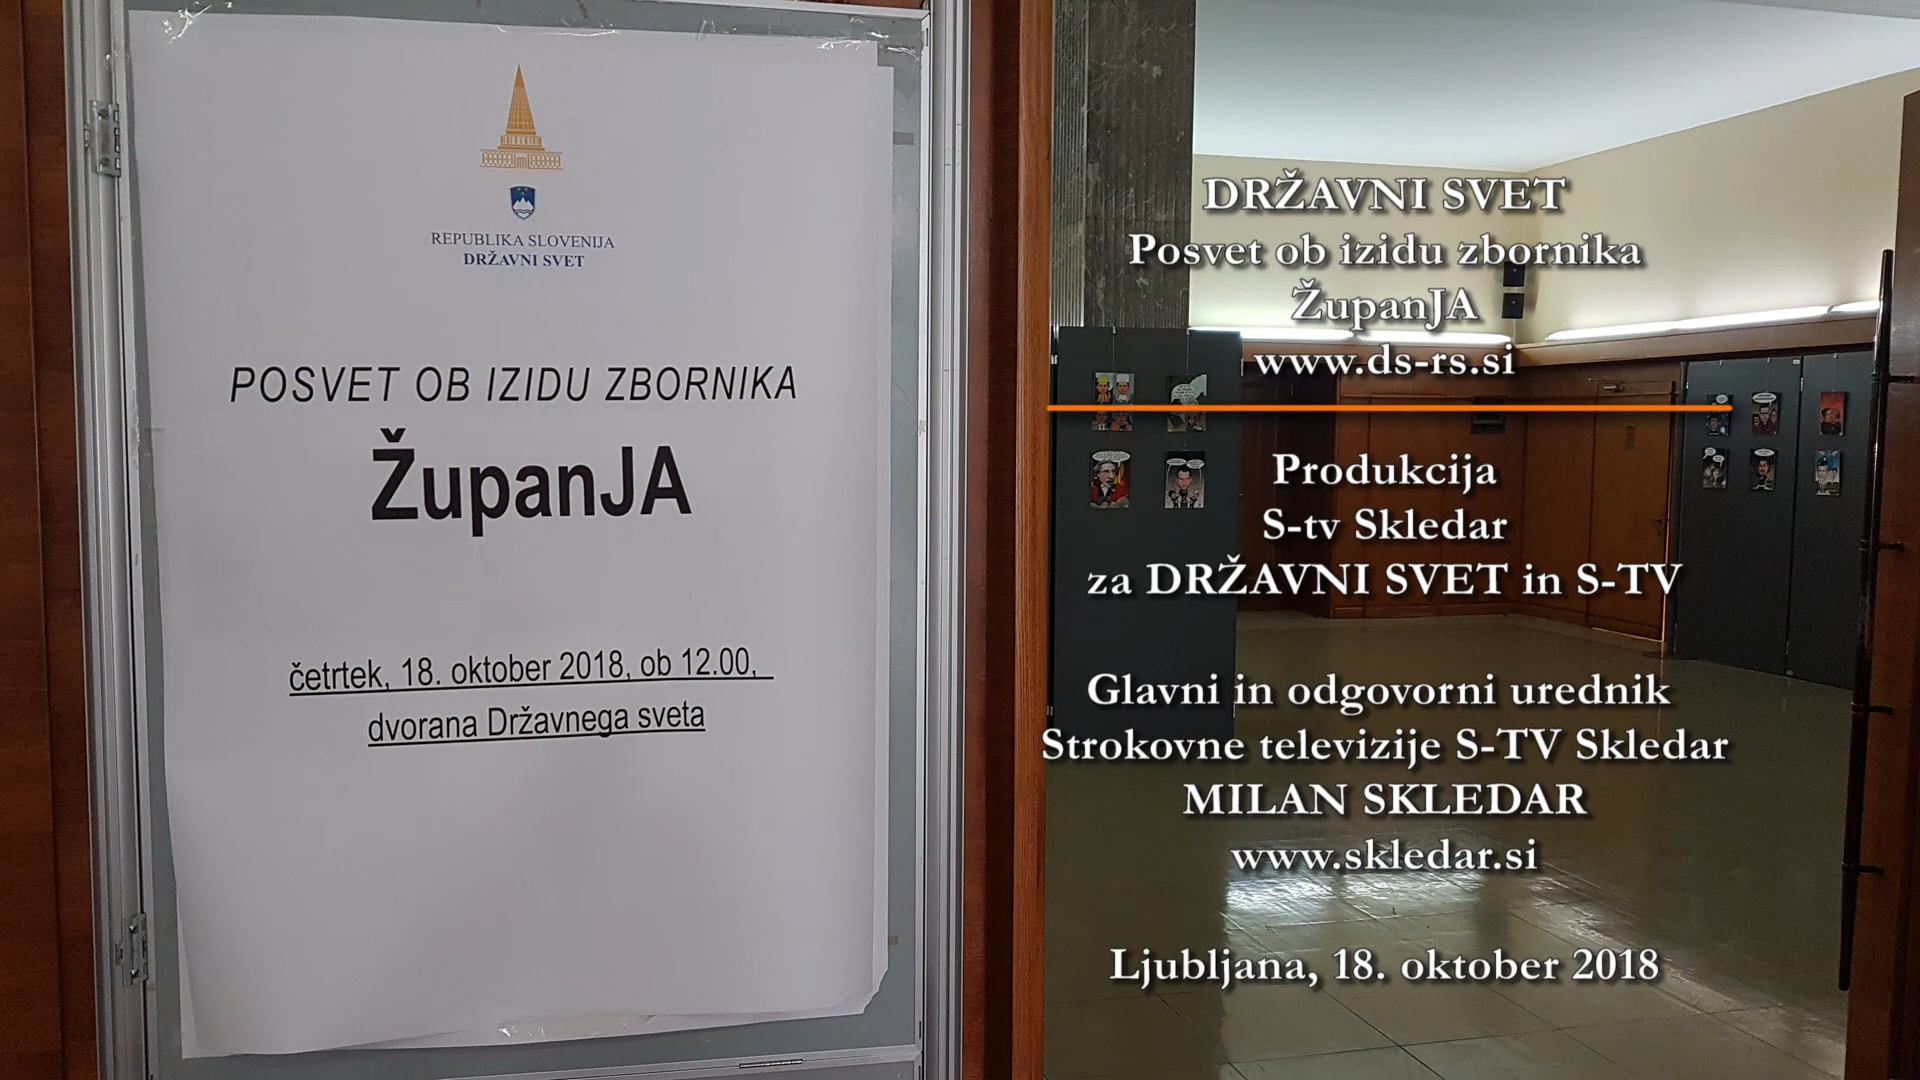 REPUBLIKA SLOVENIJA
DRŽAVNI SVET
POSVET OB IZIDU ZBORNIKA
ŽupanJA
četrtek, 18. oktober 2018, ob 12.00,
dvorana Državnega sveta
DRŽAVNI SVET
Posvet ob izidu zbornika
ŽupanJA
www.ds-rs.si
Produkcija
S-tv Skledar
za DRŽAVNI SVET in S-TV
Glavni in odgovorni urednik
Strokovne televizije S-TV Skledar
MILAN SKLEDAR
www.skledar.si
Ljubljana, 18. oktober 2018